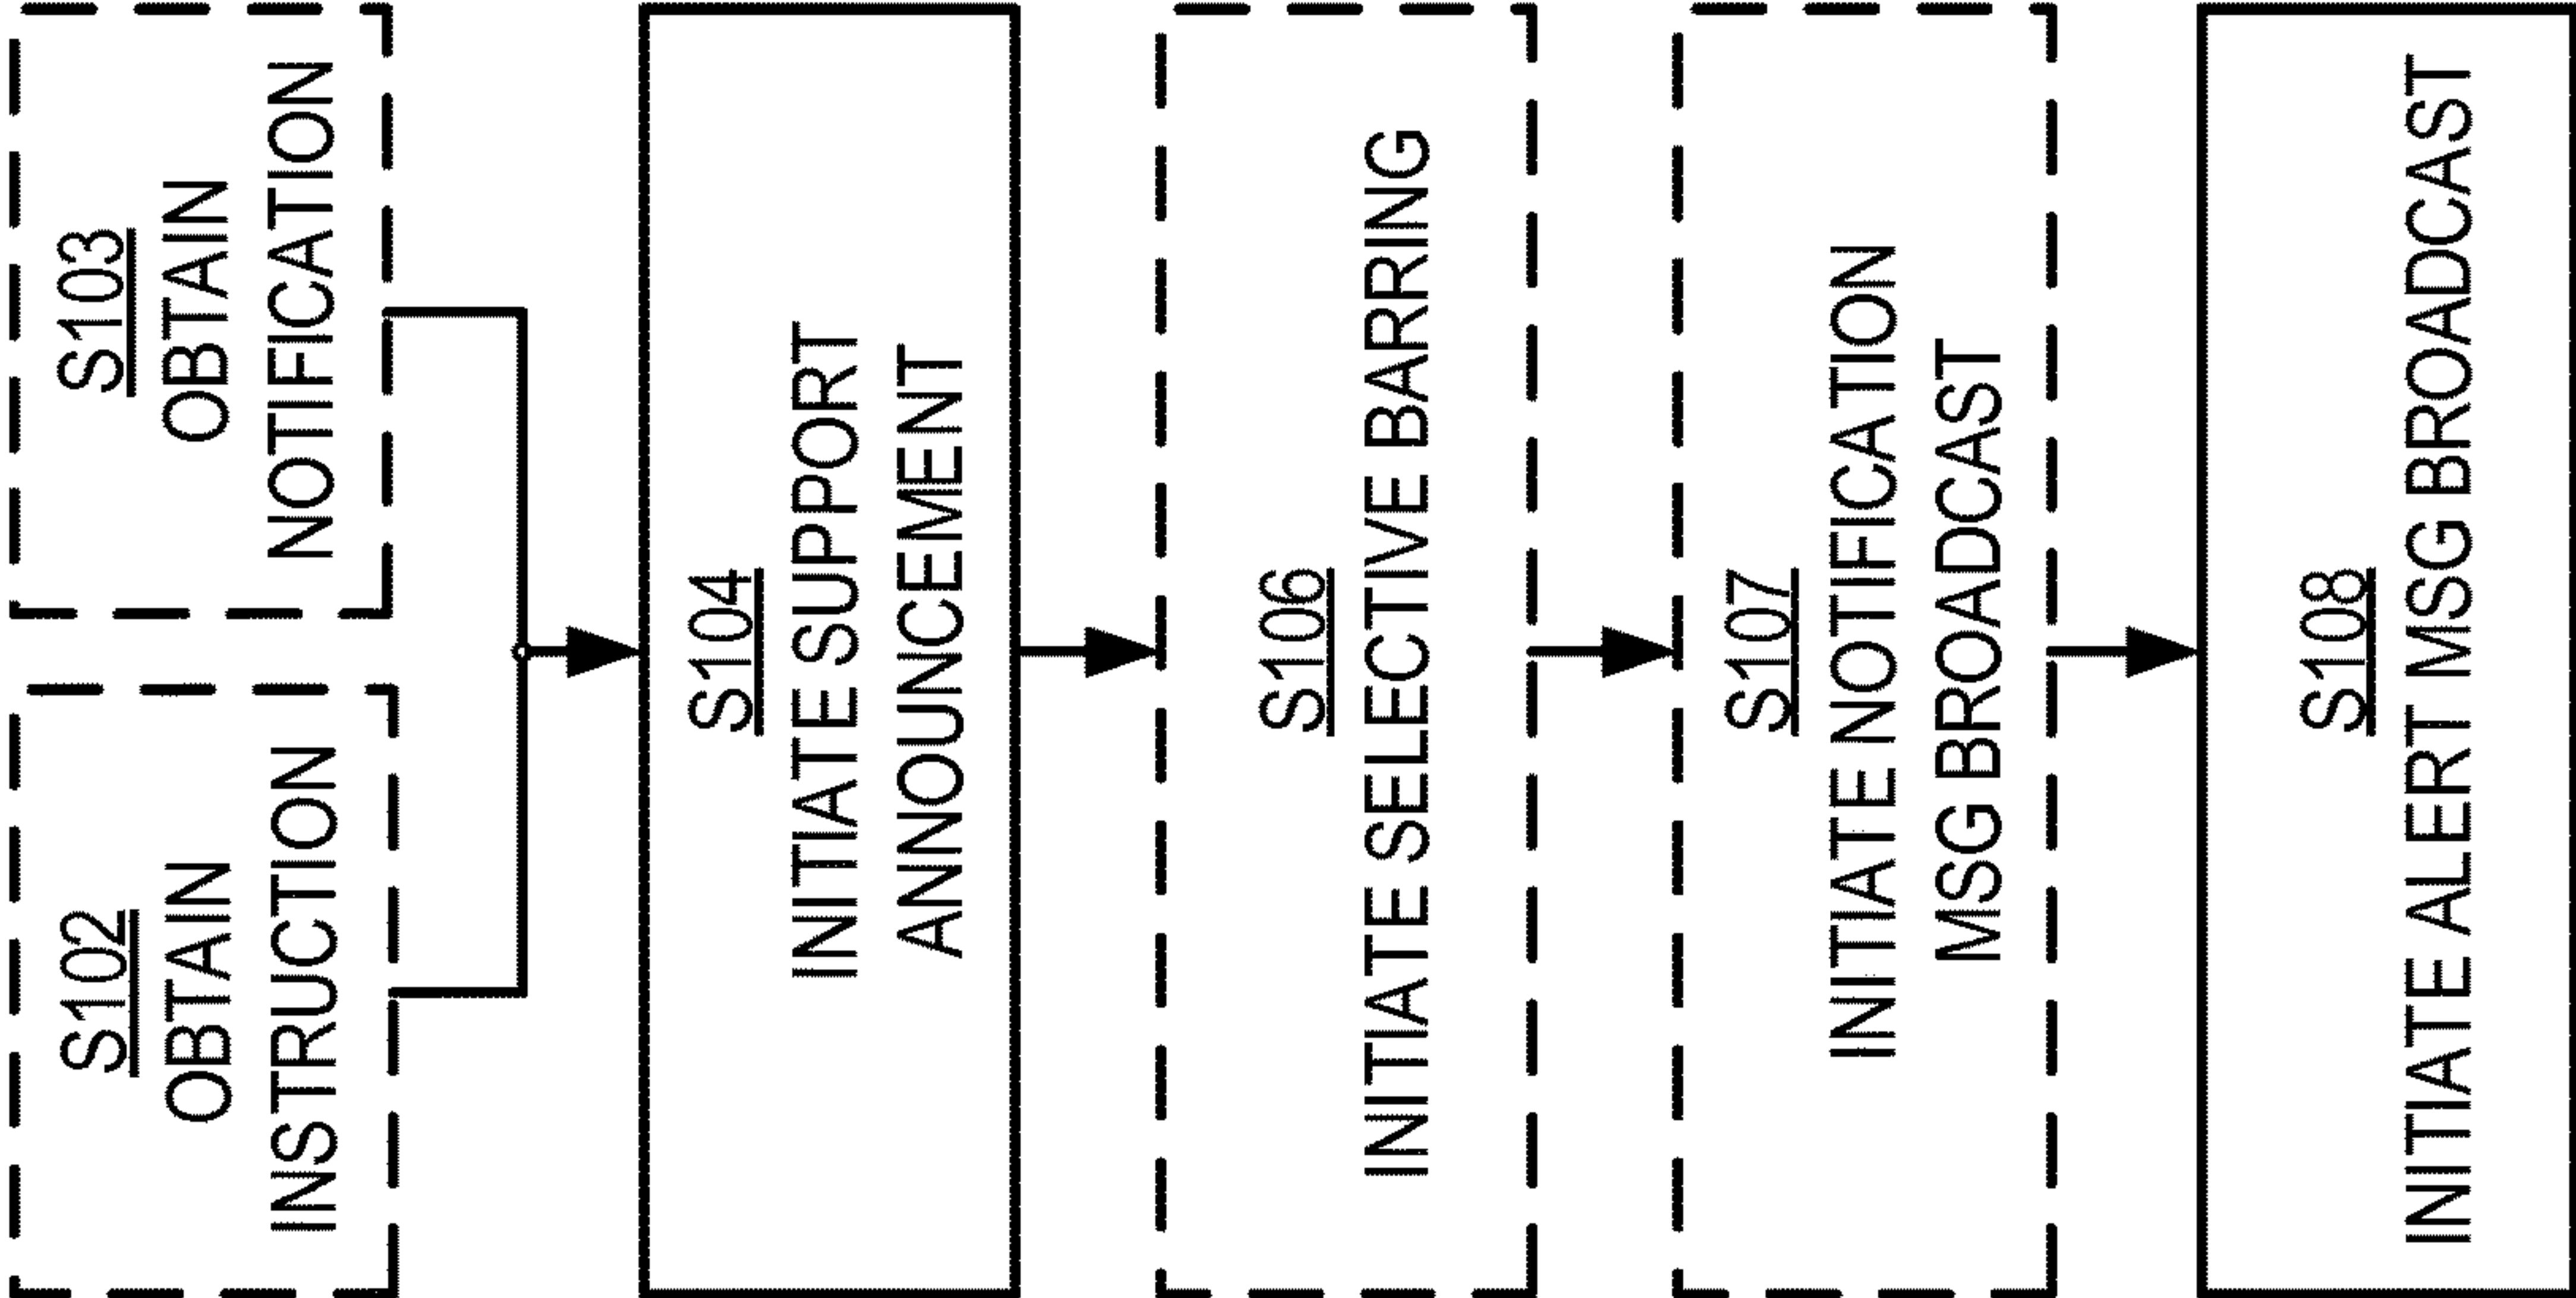 S102
OBTAIN
INSTRUCTION
S103
OBTAIN
NOTIFICATION
S104
INITIATE SUPPORT
ANNOUNCEMENT
S106
INITIATE SELECTIVE BARRING
S107
INITIATE NOTIFICATION
MSG BROADCAST
S108
INITIATE ALERT MSG BROADCAST